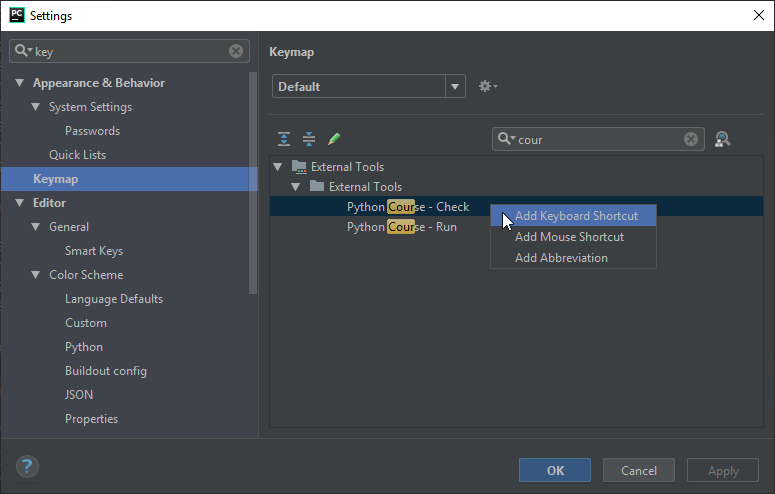 PC
Settings
key
Appearance & Behavior
System Settings
Passwords
Quick Lists
Keymap
Editor
General
Smart Keys
Color Scheme
Language Defaults
Custom
Python
Buildout config
JSON
Properties
Keymap
Default
cour
External Tools
External Tools
Python Course - Check
Python Course - Run
Add Keyboard Shortcut
Add Mouse Shortcut
Add Abbreviation
?
OK
Cancel
Apply